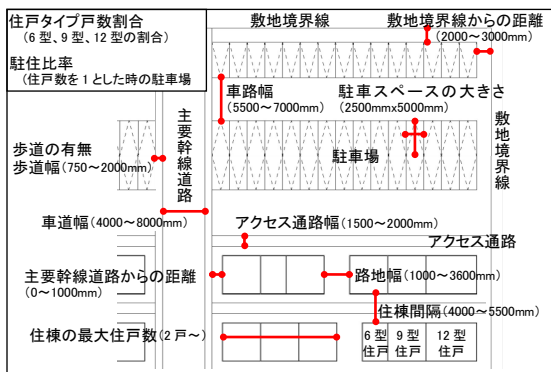 住戸タイプ戸数割合
(6型、9型、12型の割合)
駐住比率
(住戸数を1とした時の駐車場)
敷地境界線
敷地境界線からの距離
(2000～3000mm)
車路幅
(5500～7000mm)
駐車スペースの大きさ
(2500mmx5000mm)
主要幹線道路
敷地境界線
歩道の有無
歩道幅(750～2000mm)
駐車場
車道幅(4000～8000mm)
アクセス通路幅(1500～2000mm)
アクセス通路
主要幹線道路からの距離
(0～1000mm)
路地幅(1000～3600mm)
住棟間隔(4000～5500mm)
住棟の最大住戸数(2戸～)
6型
住戸
9型
住戸
12型
住戸